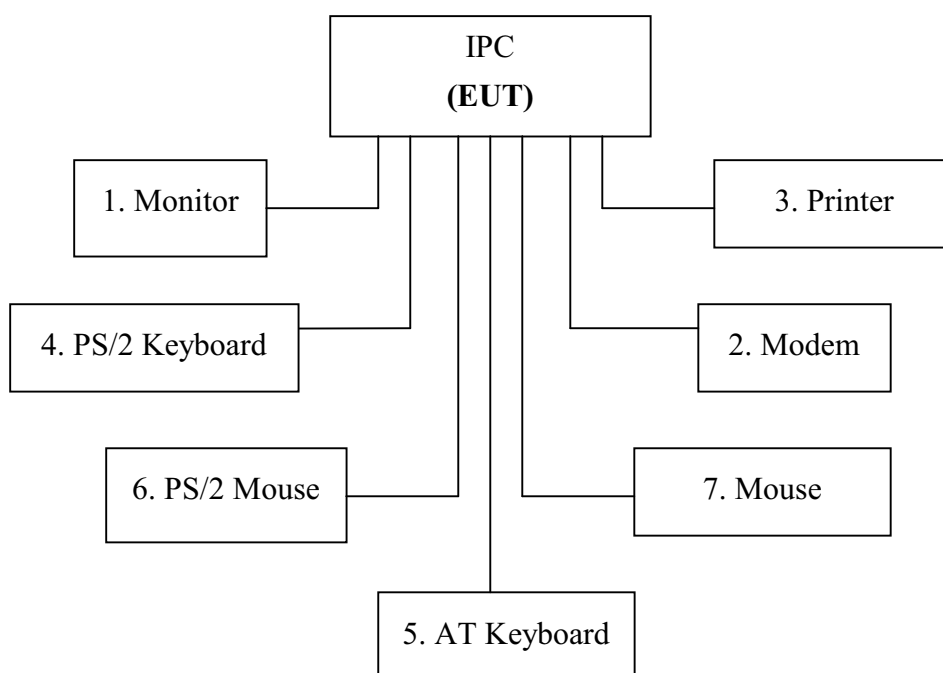 IPC
(EUT)
1. Monitor
3. Printer
4. PS/2 Keyboard
2. Modem
6. PS/2 Mouse
7. Mouse
5. AT Keyboard